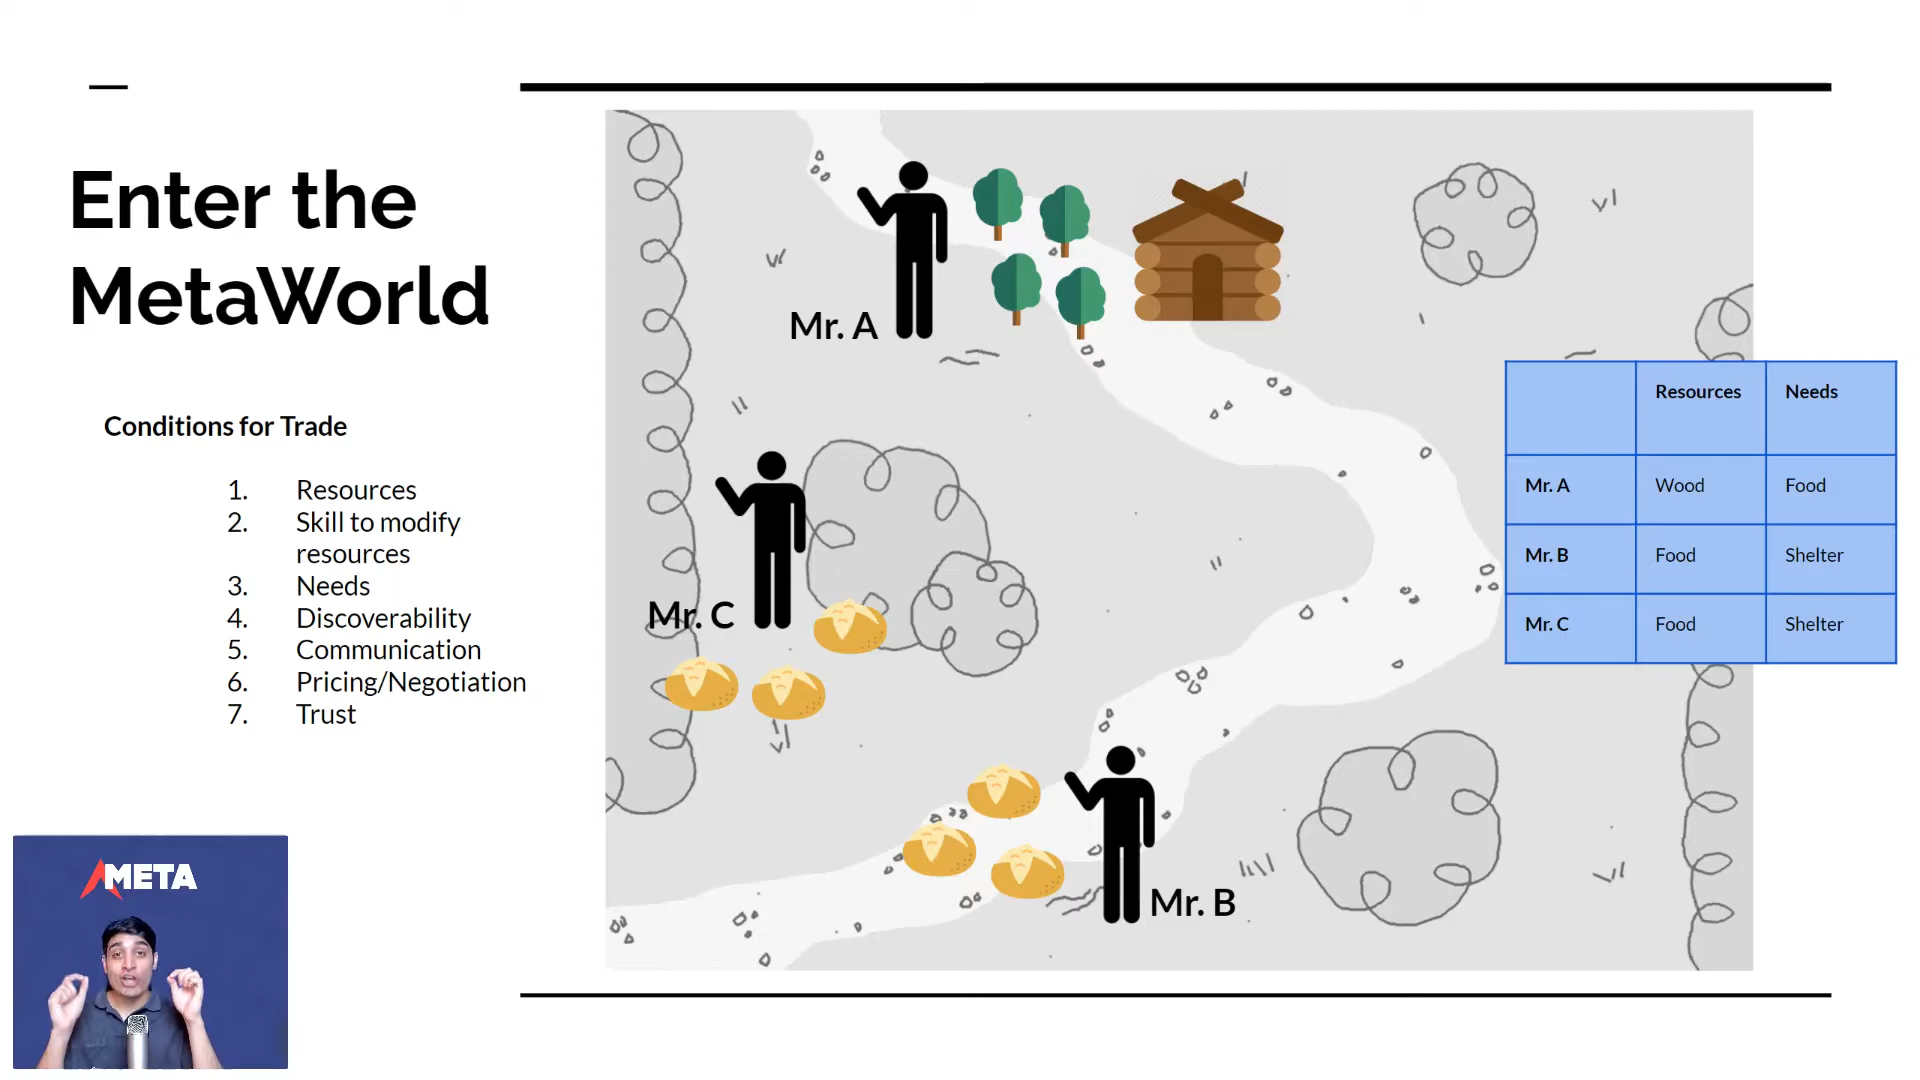 Enter the
MetaWorld
Conditions for Trade
1. Resources
2. Skill to modify
resources
3. Needs
4. Discoverability
5. Communication
6. Pricing/Negotiation
7. Trust
Mr. A
Mr. C
Mr. B
Resources Needs
Mr. A Wood Food
Mr. B Food Shelter
Mr. C Food Shelter
META